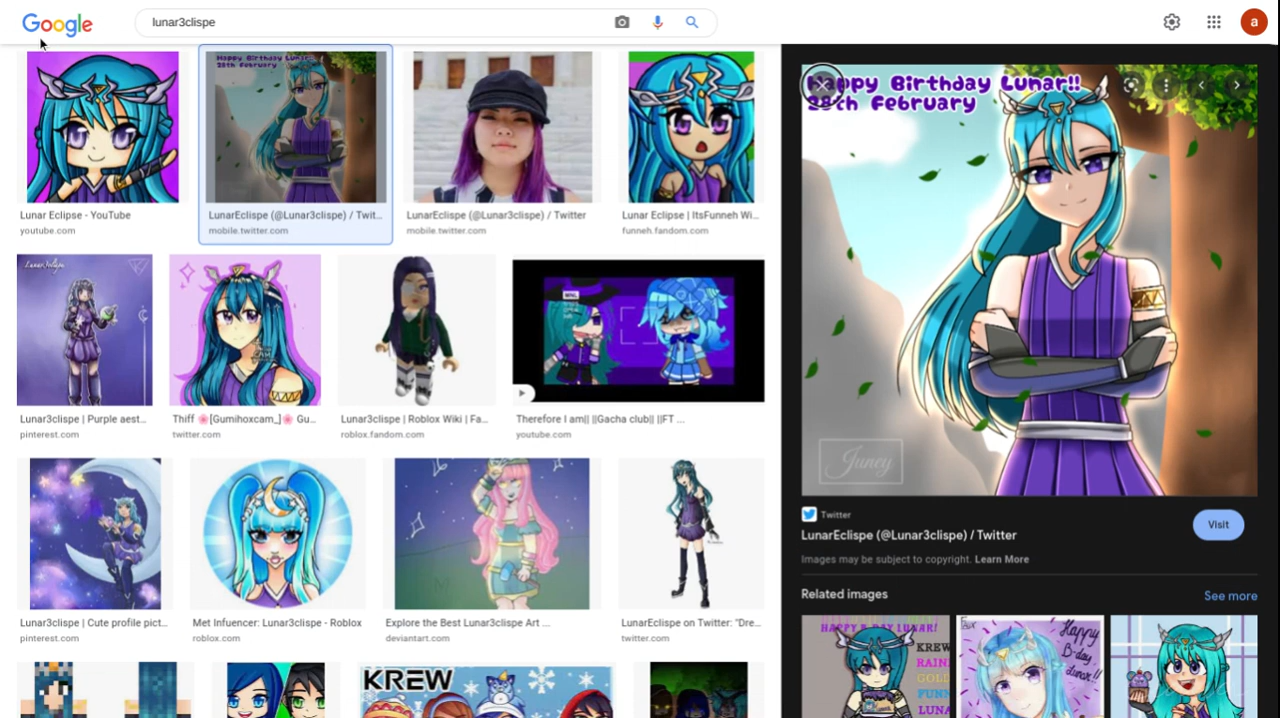 Google
lunar3clispe
a
Lunar Eclipse - YouTube
youtube.com
Happy Birthday Lunar!!
28th February
LunarEclispe (@Lunar3clispe) / Twit...
mobile.twitter.com
LunarEclispe (@Lunar3clispe) / Twitter
mobile.twitter.com
Lunar Eclipse | ItsFunneh Wi...
funneh.fandom.com
Lunar3clispe
Lunar3clispe | Purple aest...
pinterest.com
Thiff 🌸[Gumihoxcam_]🌸 Gu...
twitter.com
Lunar3clispe | Roblox Wiki | Fa...
roblox.fandom.com
Therefore I am|| ||Gacha club|| ||FT ...
youtube.com
Lunar3clispe | Cute profile pict...
pinterest.com
Met Infuencer: Lunar3clispe - Roblox
roblox.com
Explore the Best Lunar3clispe Art ...
deviantart.com
LunarEclispe on Twitter: "Dre...
twitter.com
KREW
Happy Birthday Lunar!!
28th February
Juney
Twitter
LunarEclispe (@Lunar3clispe) / Twitter
Visit
Images may be subject to copyright. Learn More
Related images
See more
HAPPY B-DAY LUNAR!
KREW
RAIN
GOLD
FUNN
LUNA
Happy
B-day
Lunar!!